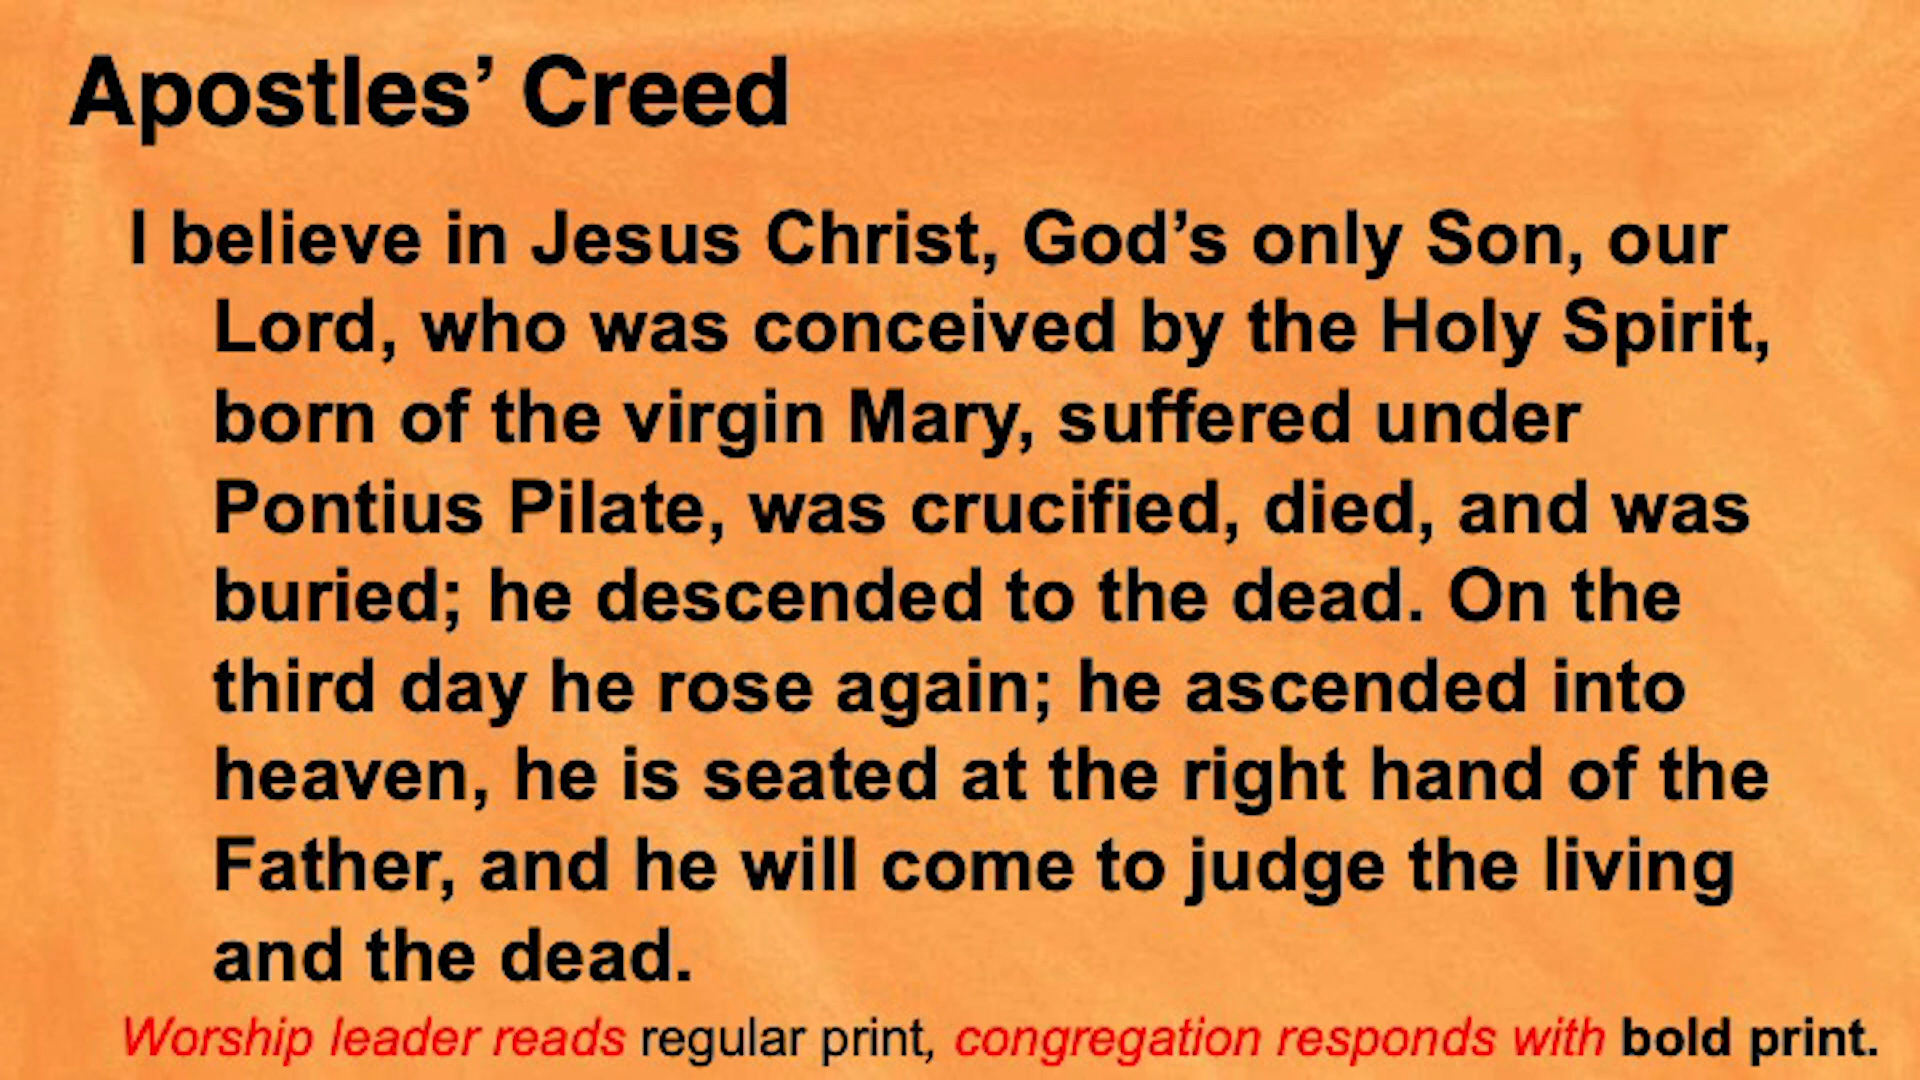 Apostles’ Creed
I believe in Jesus Christ, God’s only Son, our
Lord, who was conceived by the Holy Spirit,
born of the virgin Mary, suffered under
Pontius Pilate, was crucified, died, and was
buried; he descended to the dead. On the
third day he rose again; he ascended into
heaven, he is seated at the right hand of the
Father, and he will come to judge the living
and the dead.
Worship leader reads regular print, congregation responds with bold print.